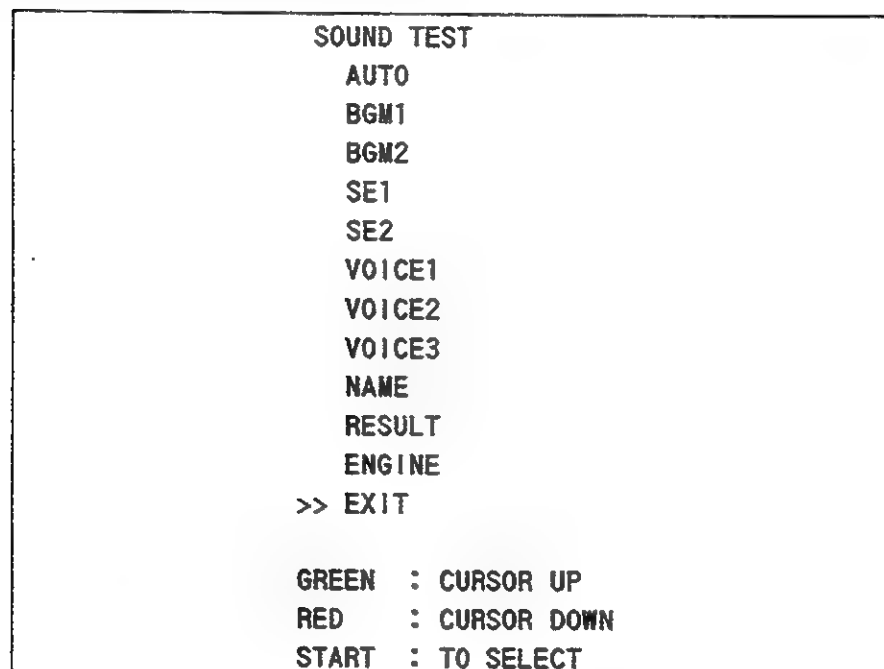 SOUND TEST
AUTO
BGM1
BGM2
SE1
SE2
VOICE1
VOICE2
VOICE3
NAME
RESULT
ENGINE
>> EXIT
GREEN : CURSOR UP
RED : CURSOR DOWN
START : TO SELECT